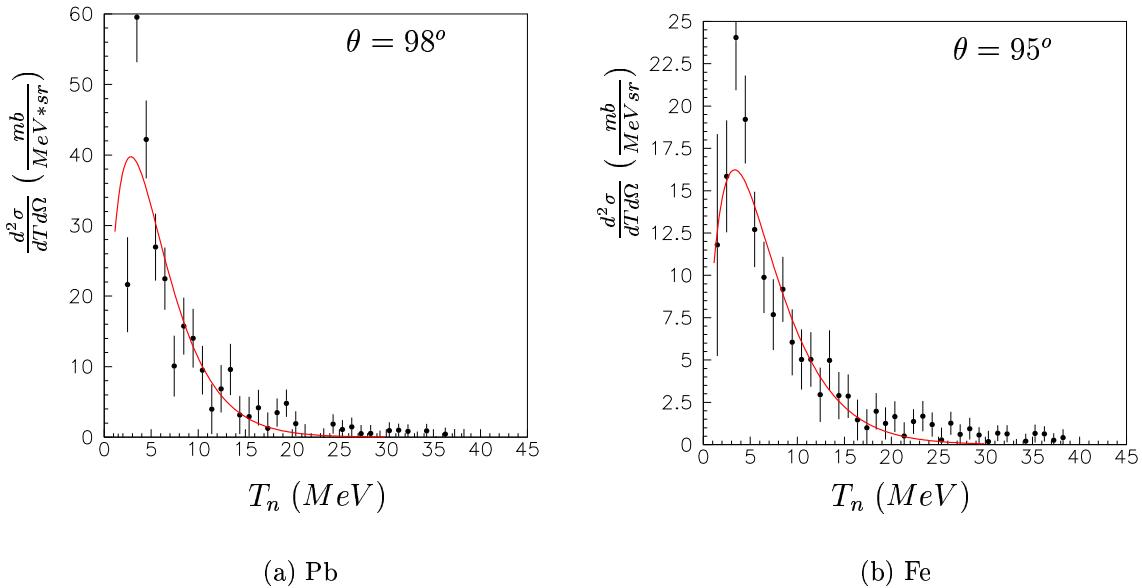 θ = 98°
d²σ/dTdΩ (mb/MeV*sr)
60
50
40
30
20
10
0
0 5 10 15 20 25 30 35 40 45
T_n (MeV)
(a) Pb
θ = 95°
d²σ/dTdΩ (mb/MeVsr)
25
22.5
20
17.5
15
12.5
10
7.5
5
2.5
0
0 5 10 15 20 25 30 35 40 45
T_n (MeV)
(b) Fe